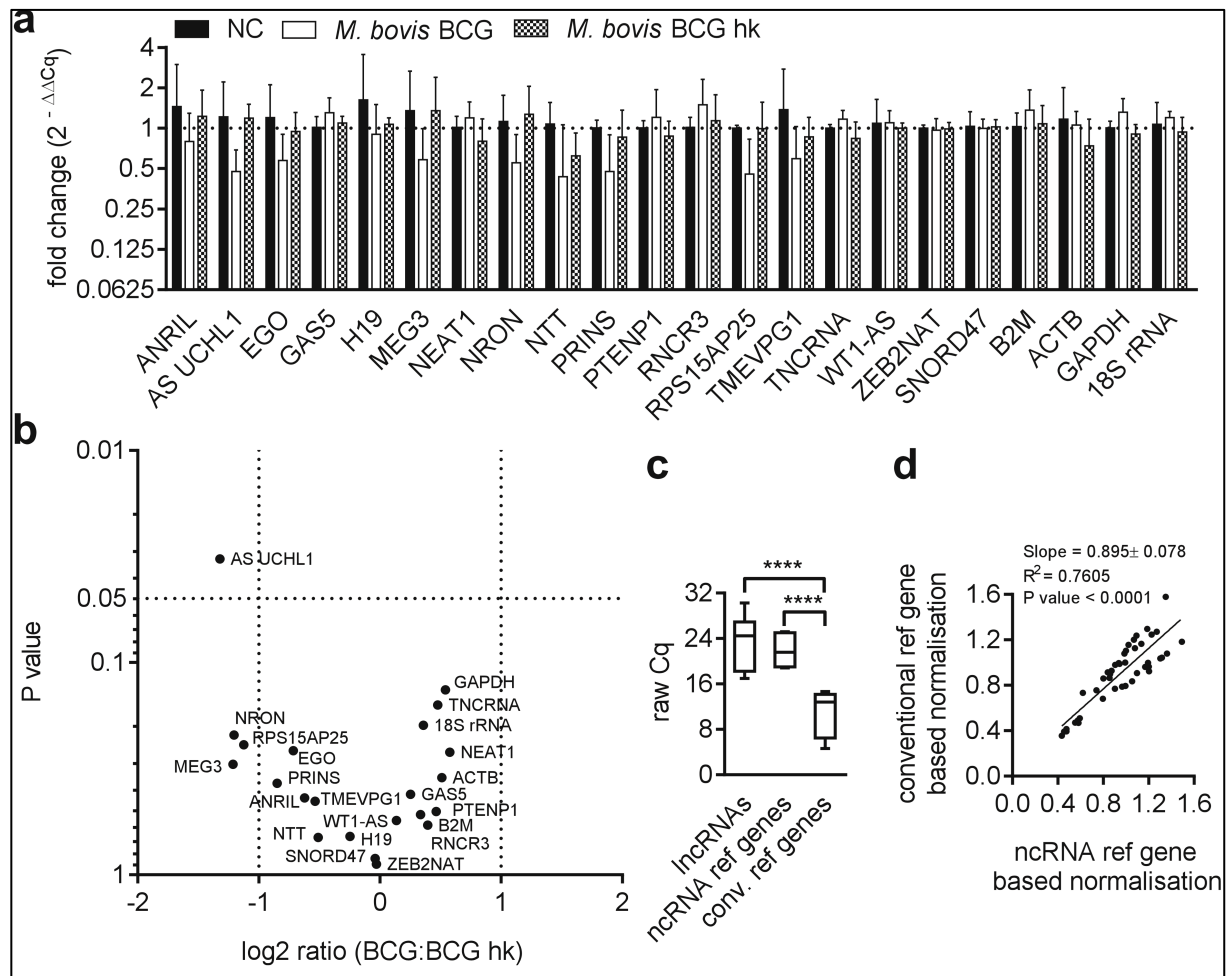 a
NC M. bovis BCG M. bovis BCG hk
fold change (2 - ΔΔCq)
4
2
1
0.5
0.25
0.125
0.0625
ANRIL
AS UCHL1
EGO
GAS5
H19
MEG3
NEAT1
NRON
NTT
PRINS
PTENP1
RNCR3
RPS15AP25
TMEVPG1
TNCRNA
WT1-AS
ZEB2NAT
SNORD47
B2M
ACTB
GAPDH
18S rRNA
b
P value
0.01
0.05
0.1
1
AS UCHL1
GAPDH
TNCRNA
NRON
18S rRNA
RPS15AP25
EGO
NEAT1
MEG3
PRINS
ACTB
ANRIL
TMEVPG1
GAS5
PTENP1
WT1-AS
B2M
NTT
H19
RNCR3
SNORD47
ZEB2NAT
-2 -1 0 1 2
log2 ratio (BCG:BCG hk)
c
raw Cq
****
****
32
24
16
8
0
lncRNAs
ncRNA ref genes
conv. ref genes
d
Slope = 0.895± 0.078
R2 = 0.7605
P value < 0.0001
conventional ref gene
based normalisation
1.6
1.2
0.8
0.4
0.0
0.0 0.4 0.8 1.2 1.6
ncRNA ref gene
based normalisation